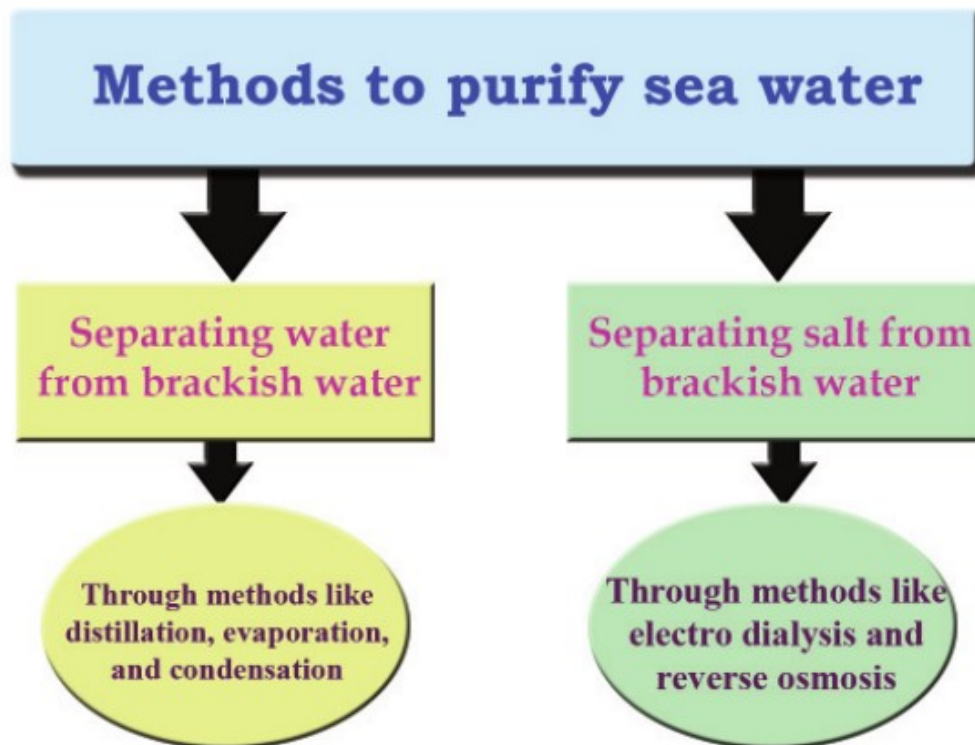 Methods to purify sea water
Separating water
from brackish water
Separating salt from
brackish water
Through methods like
distillation, evaporation,
and condensation
Through methods like
electro dialysis and
reverse osmosis